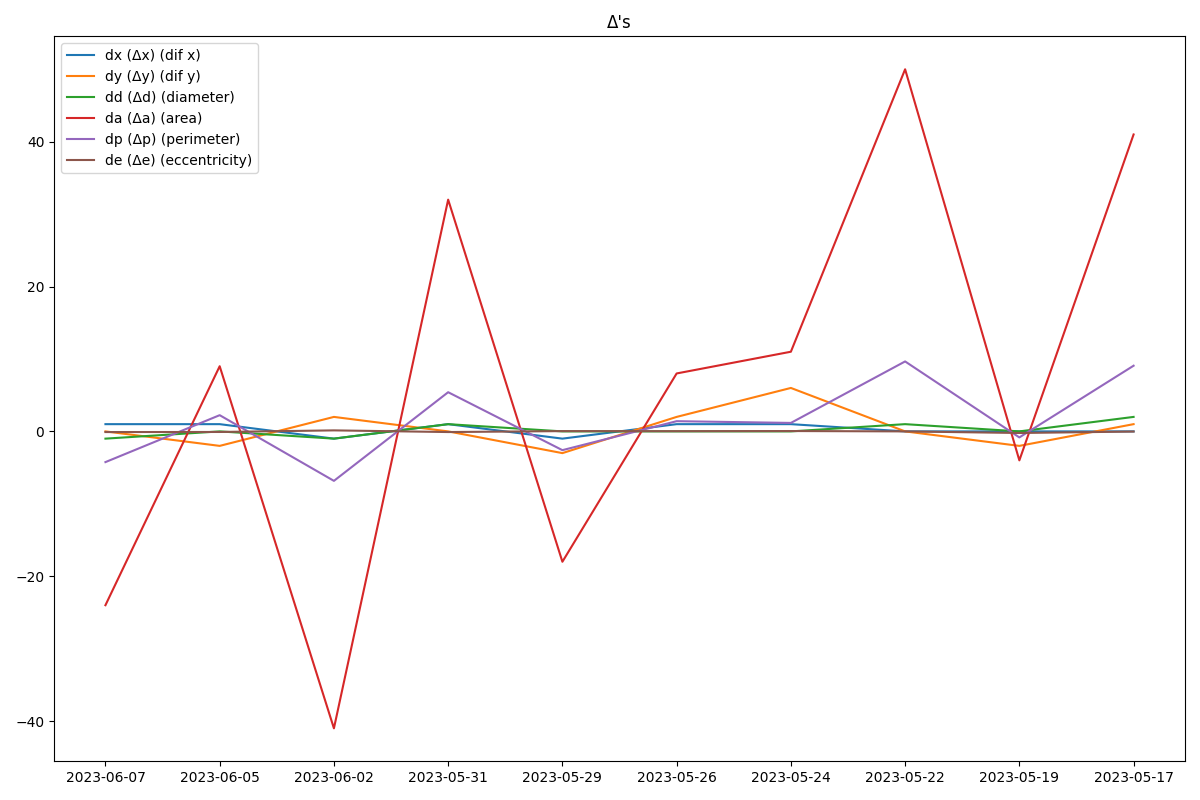 Δ's
dx (Δx) (dif x)
dy (Δy) (dif y)
dd (Δd) (diameter)
da (Δa) (area)
dp (Δp) (perimeter)
de (Δe) (eccentricity)
40
20
0
−20
−40
2023-06-07 2023-06-05 2023-06-02 2023-05-31 2023-05-29 2023-05-26 2023-05-24 2023-05-22 2023-05-19 2023-05-17